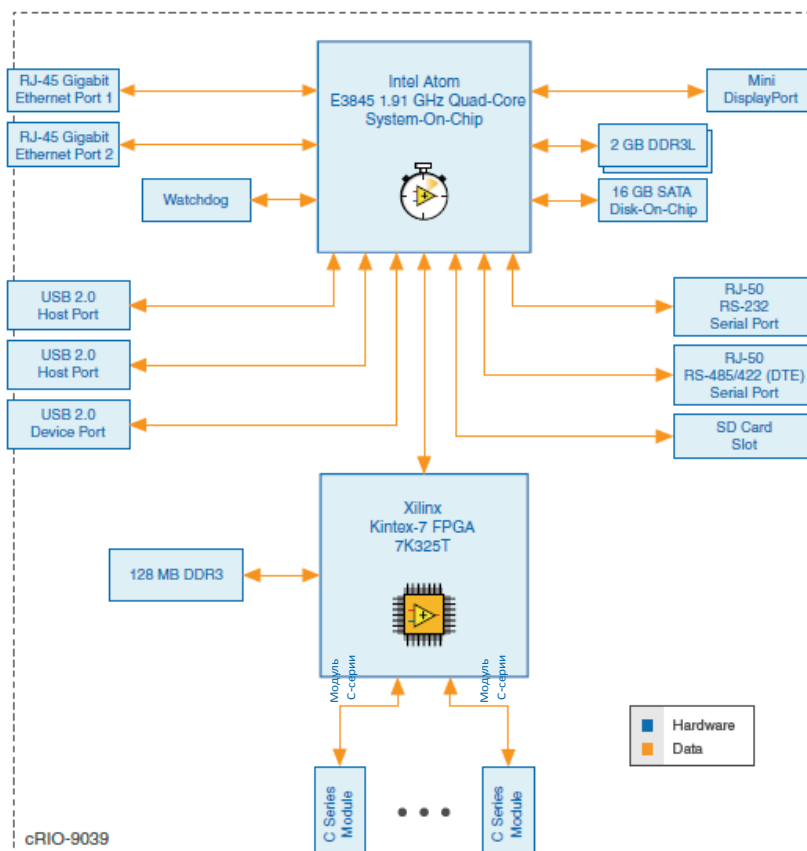 RJ-45 Gigabit
Ethernet Port 1
RJ-45 Gigabit
Ethernet Port 2
Watchdog
Intel Atom
E3845 1.91 GHz Quad-Core
System-On-Chip
Mini
DisplayPort
2 GB DDR3L
16 GB SATA
Disk-On-Chip
USB 2.0
Host Port
USB 2.0
Host Port
USB 2.0
Device Port
RJ-50
RS-232
Serial Port
RJ-50
RS-485/422 (DTE)
Serial Port
SD Card
Slot
Xilinx
Kintex-7 FPGA
7K325T
128 MB DDR3
Модуль
С-серии
Модуль
С-серии
C Series
Module
C Series
Module
Hardware
Data
cRIO-9039